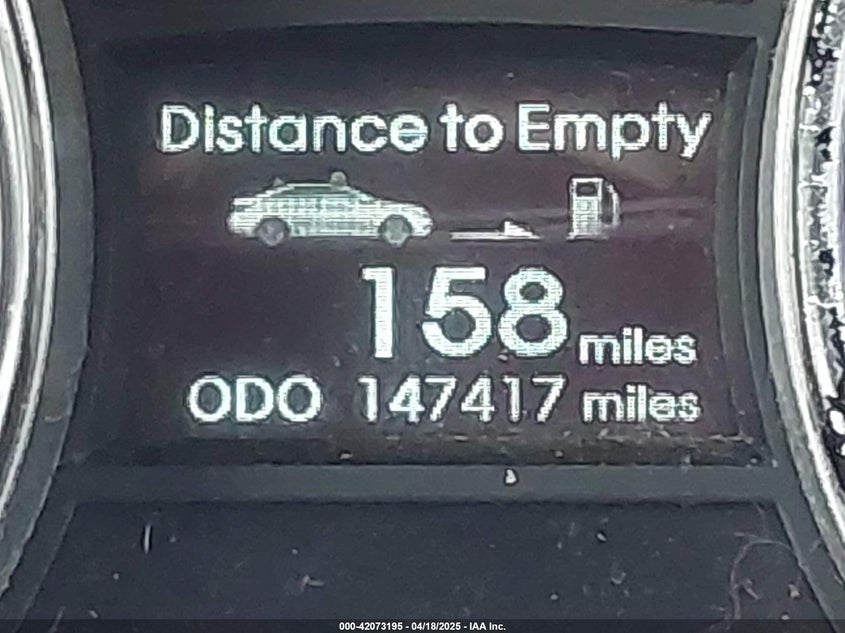 Distance to Empty
158 miles
ODO 147417 miles
000-42073195 - 04/18/2025 - IAA Inc.